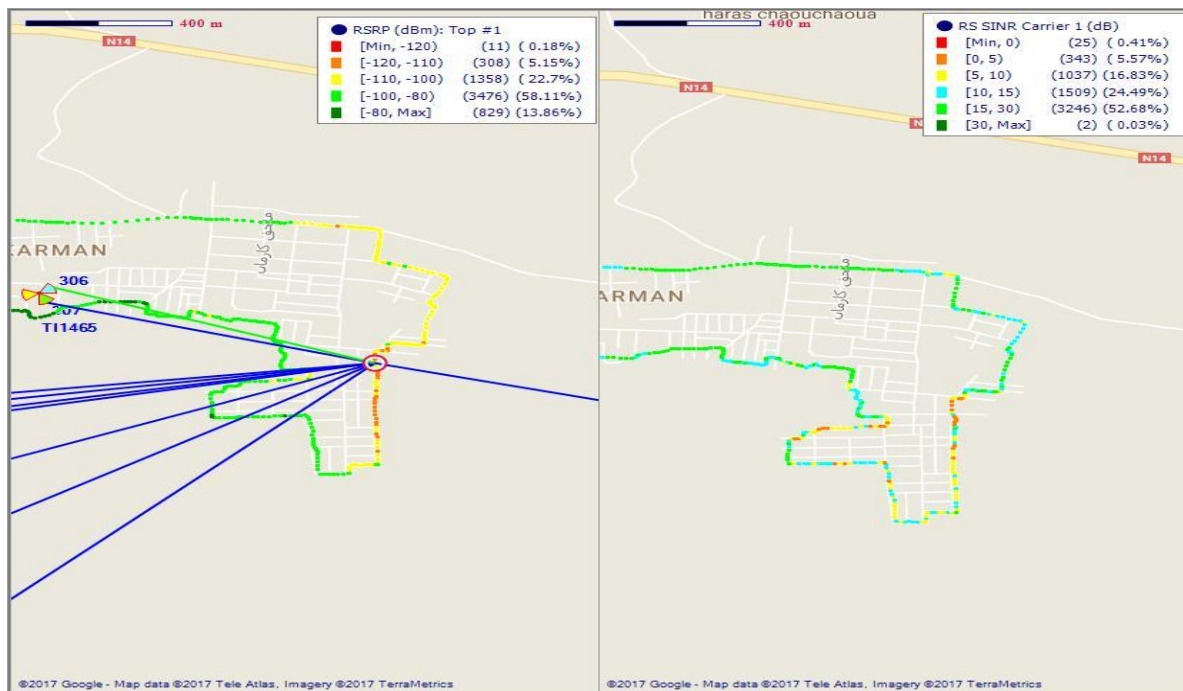 400 m
RSRP (dBm): Top #1
[Min, -120) (11) ( 0.18%)
[-120, -110) (308) ( 5.15%)
[-110, -100) (1358) ( 22.7%)
[-100, -80) (3476) (58.11%)
[-80, Max] (829) (13.86%)
N14
KARMAN
306
TI1465
©2017 Google - Map data ©2017 Tele Atlas, Imagery ©2017 TerraMetrics
haras chaouchaoua
400 m
RS SINR Carrier 1 (dB)
[Min, 0) (25) ( 0.41%)
[0, 5) (343) ( 5.57%)
[5, 10) (1037) (16.83%)
[10, 15) (1509) (24.49%)
[15, 30) (3246) (52.68%)
[30, Max] (2) ( 0.03%)
N14
N14
KARMAN
©2017 Google - Map data ©2017 Tele Atlas, Imagery ©2017 TerraMetrics